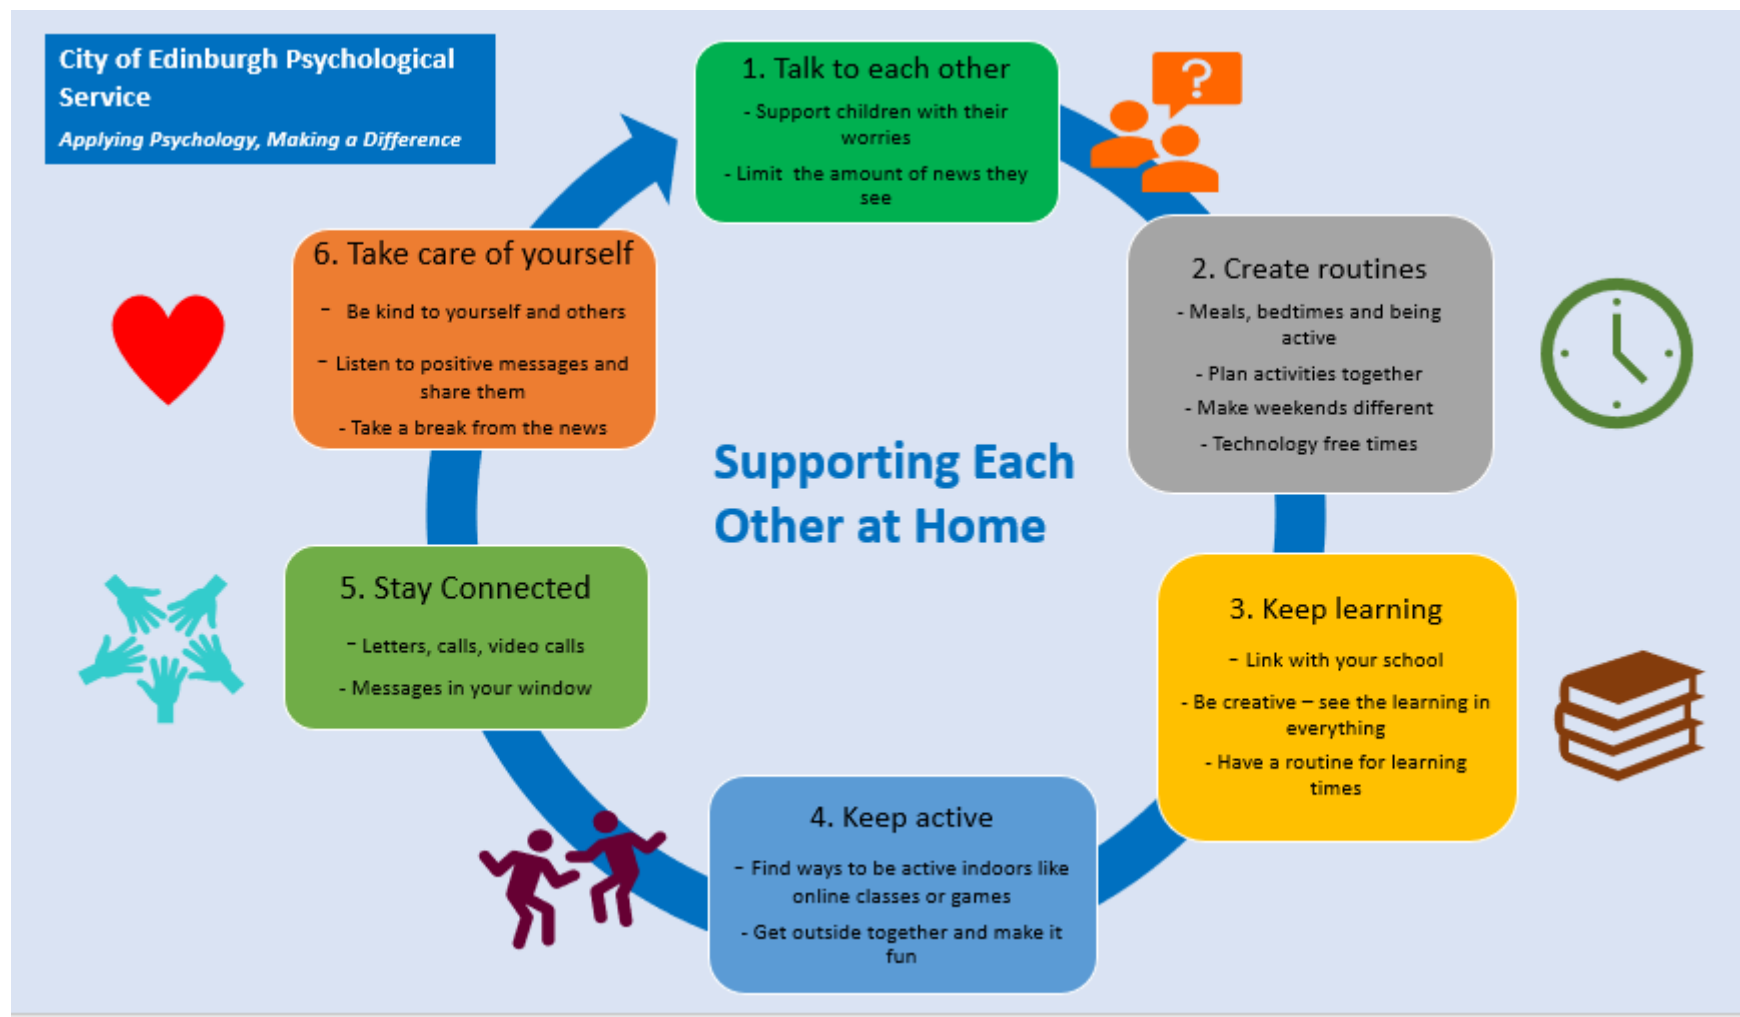 City of Edinburgh Psychological
Service
Applying Psychology, Making a Difference
1. Talk to each other
- Support children with their
worries
- Limit the amount of news they
see
?
2. Create routines
- Meals, bedtimes and being
active
- Plan activities together
- Make weekends different
- Technology free times
3. Keep learning
- Link with your school
- Be creative – see the learning in
everything
- Have a routine for learning
times
4. Keep active
- Find ways to be active indoors like
online classes or games
- Get outside together and make it
fun
5. Stay Connected
- Letters, calls, video calls
- Messages in your window
6. Take care of yourself
- Be kind to yourself and others
- Listen to positive messages and
share them
- Take a break from the news
Supporting Each
Other at Home